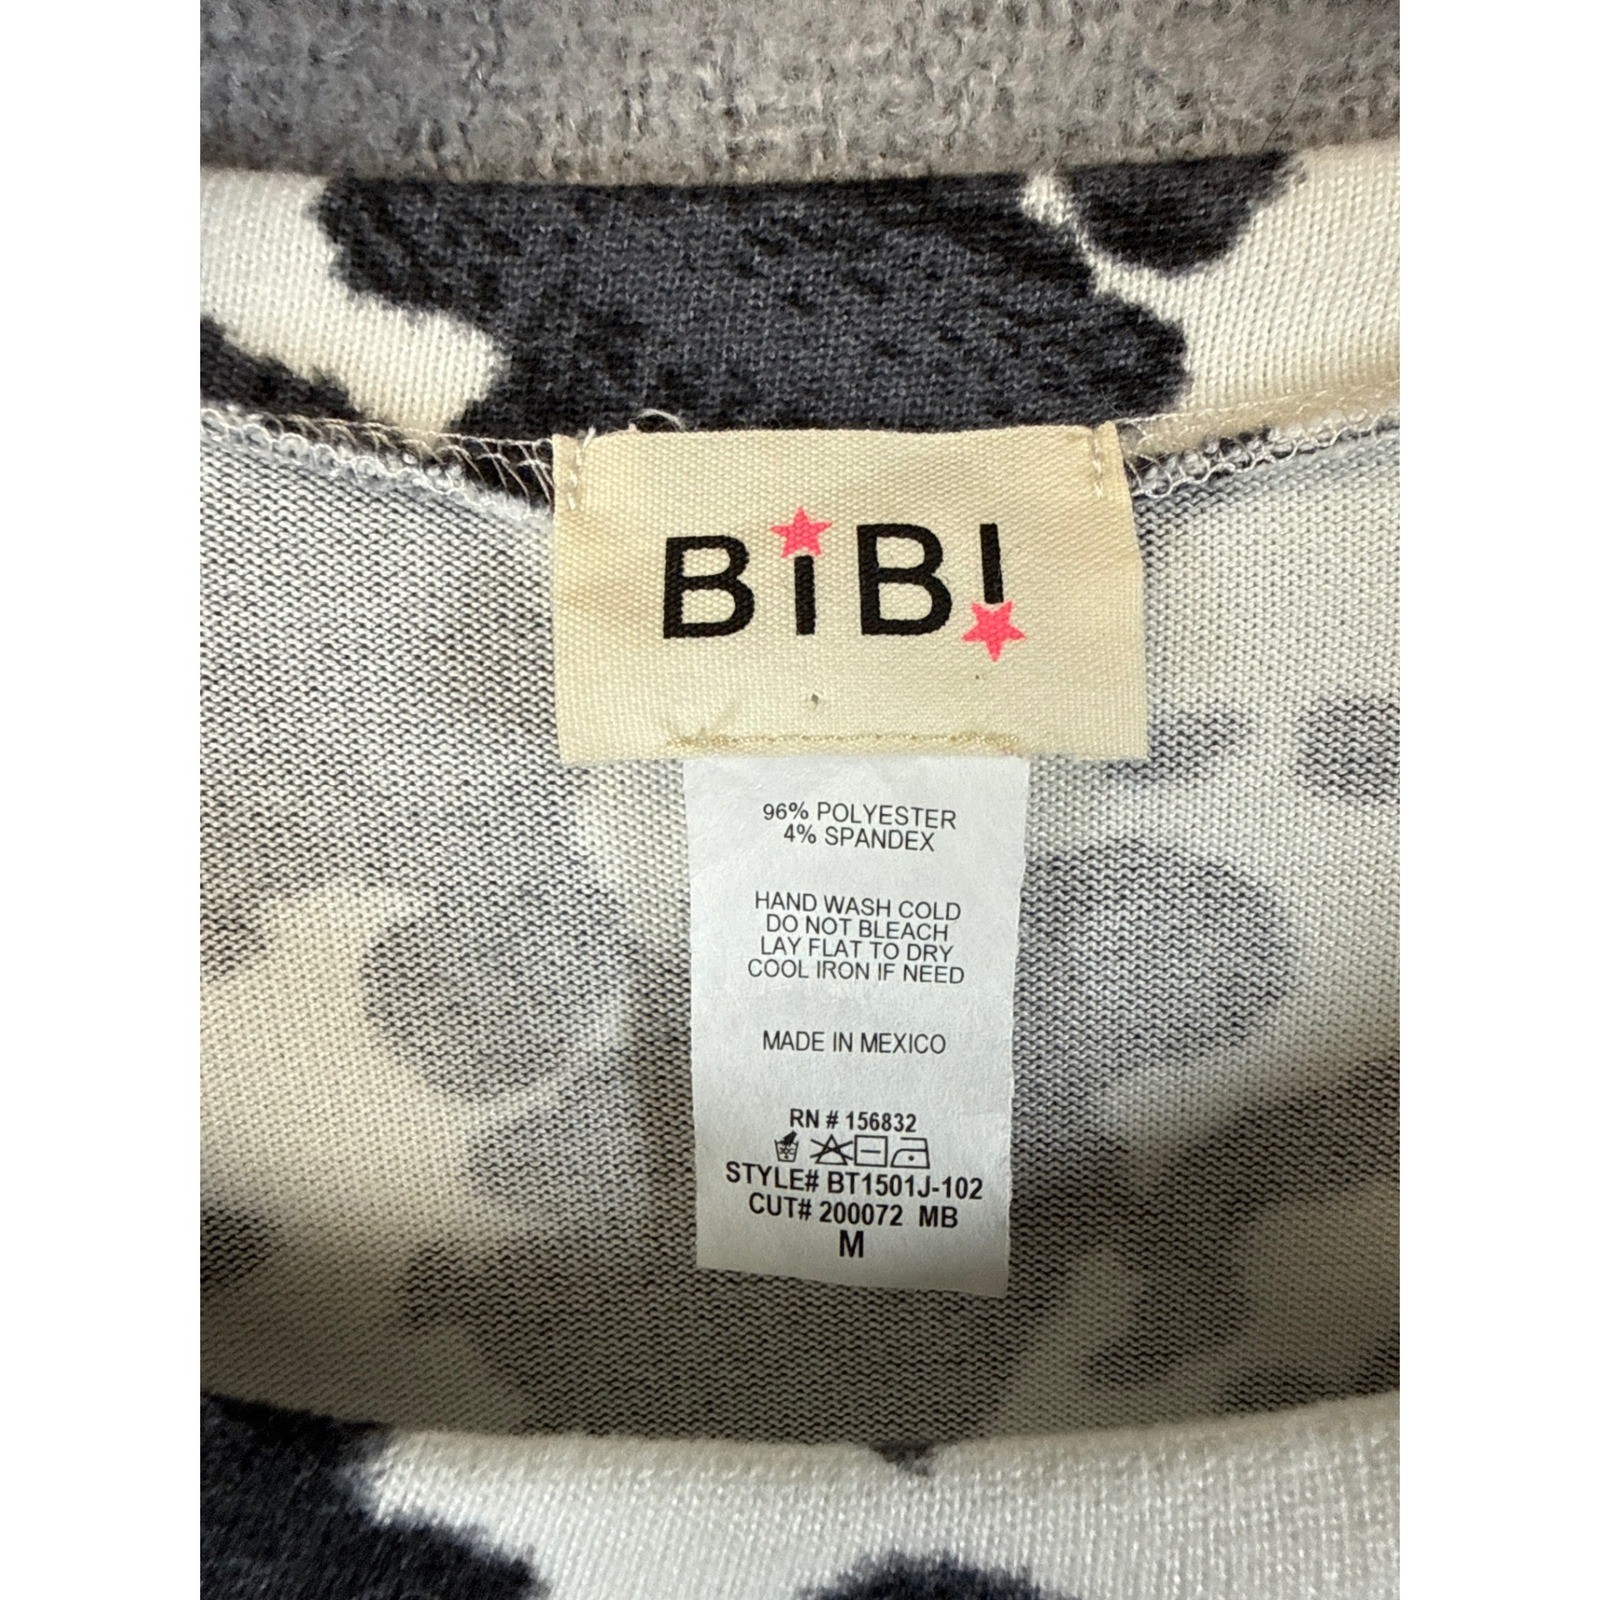 BiB!
96% POLYESTER
4% SPANDEX
HAND WASH COLD
DO NOT BLEACH
LAY FLAT TO DRY
COOL IRON IF NEED
MADE IN MEXICO
RN # 156832
STYLE# BT1501J-102
CUT# 200072 MB
M